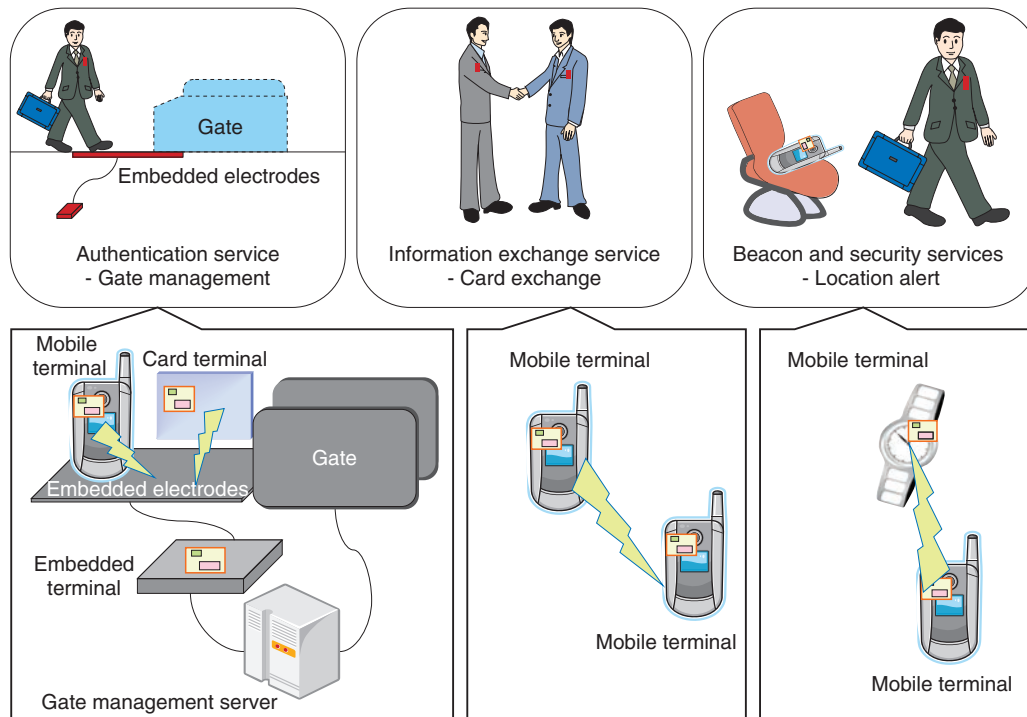 Gate
Embedded electrodes
Authentication service
- Gate management
Information exchange service
- Card exchange
Beacon and security services
- Location alert
Mobile
terminal
Card terminal
Gate
Embedded electrodes
Embedded
terminal
Gate management server
Mobile terminal
Mobile terminal
Mobile terminal
Mobile terminal